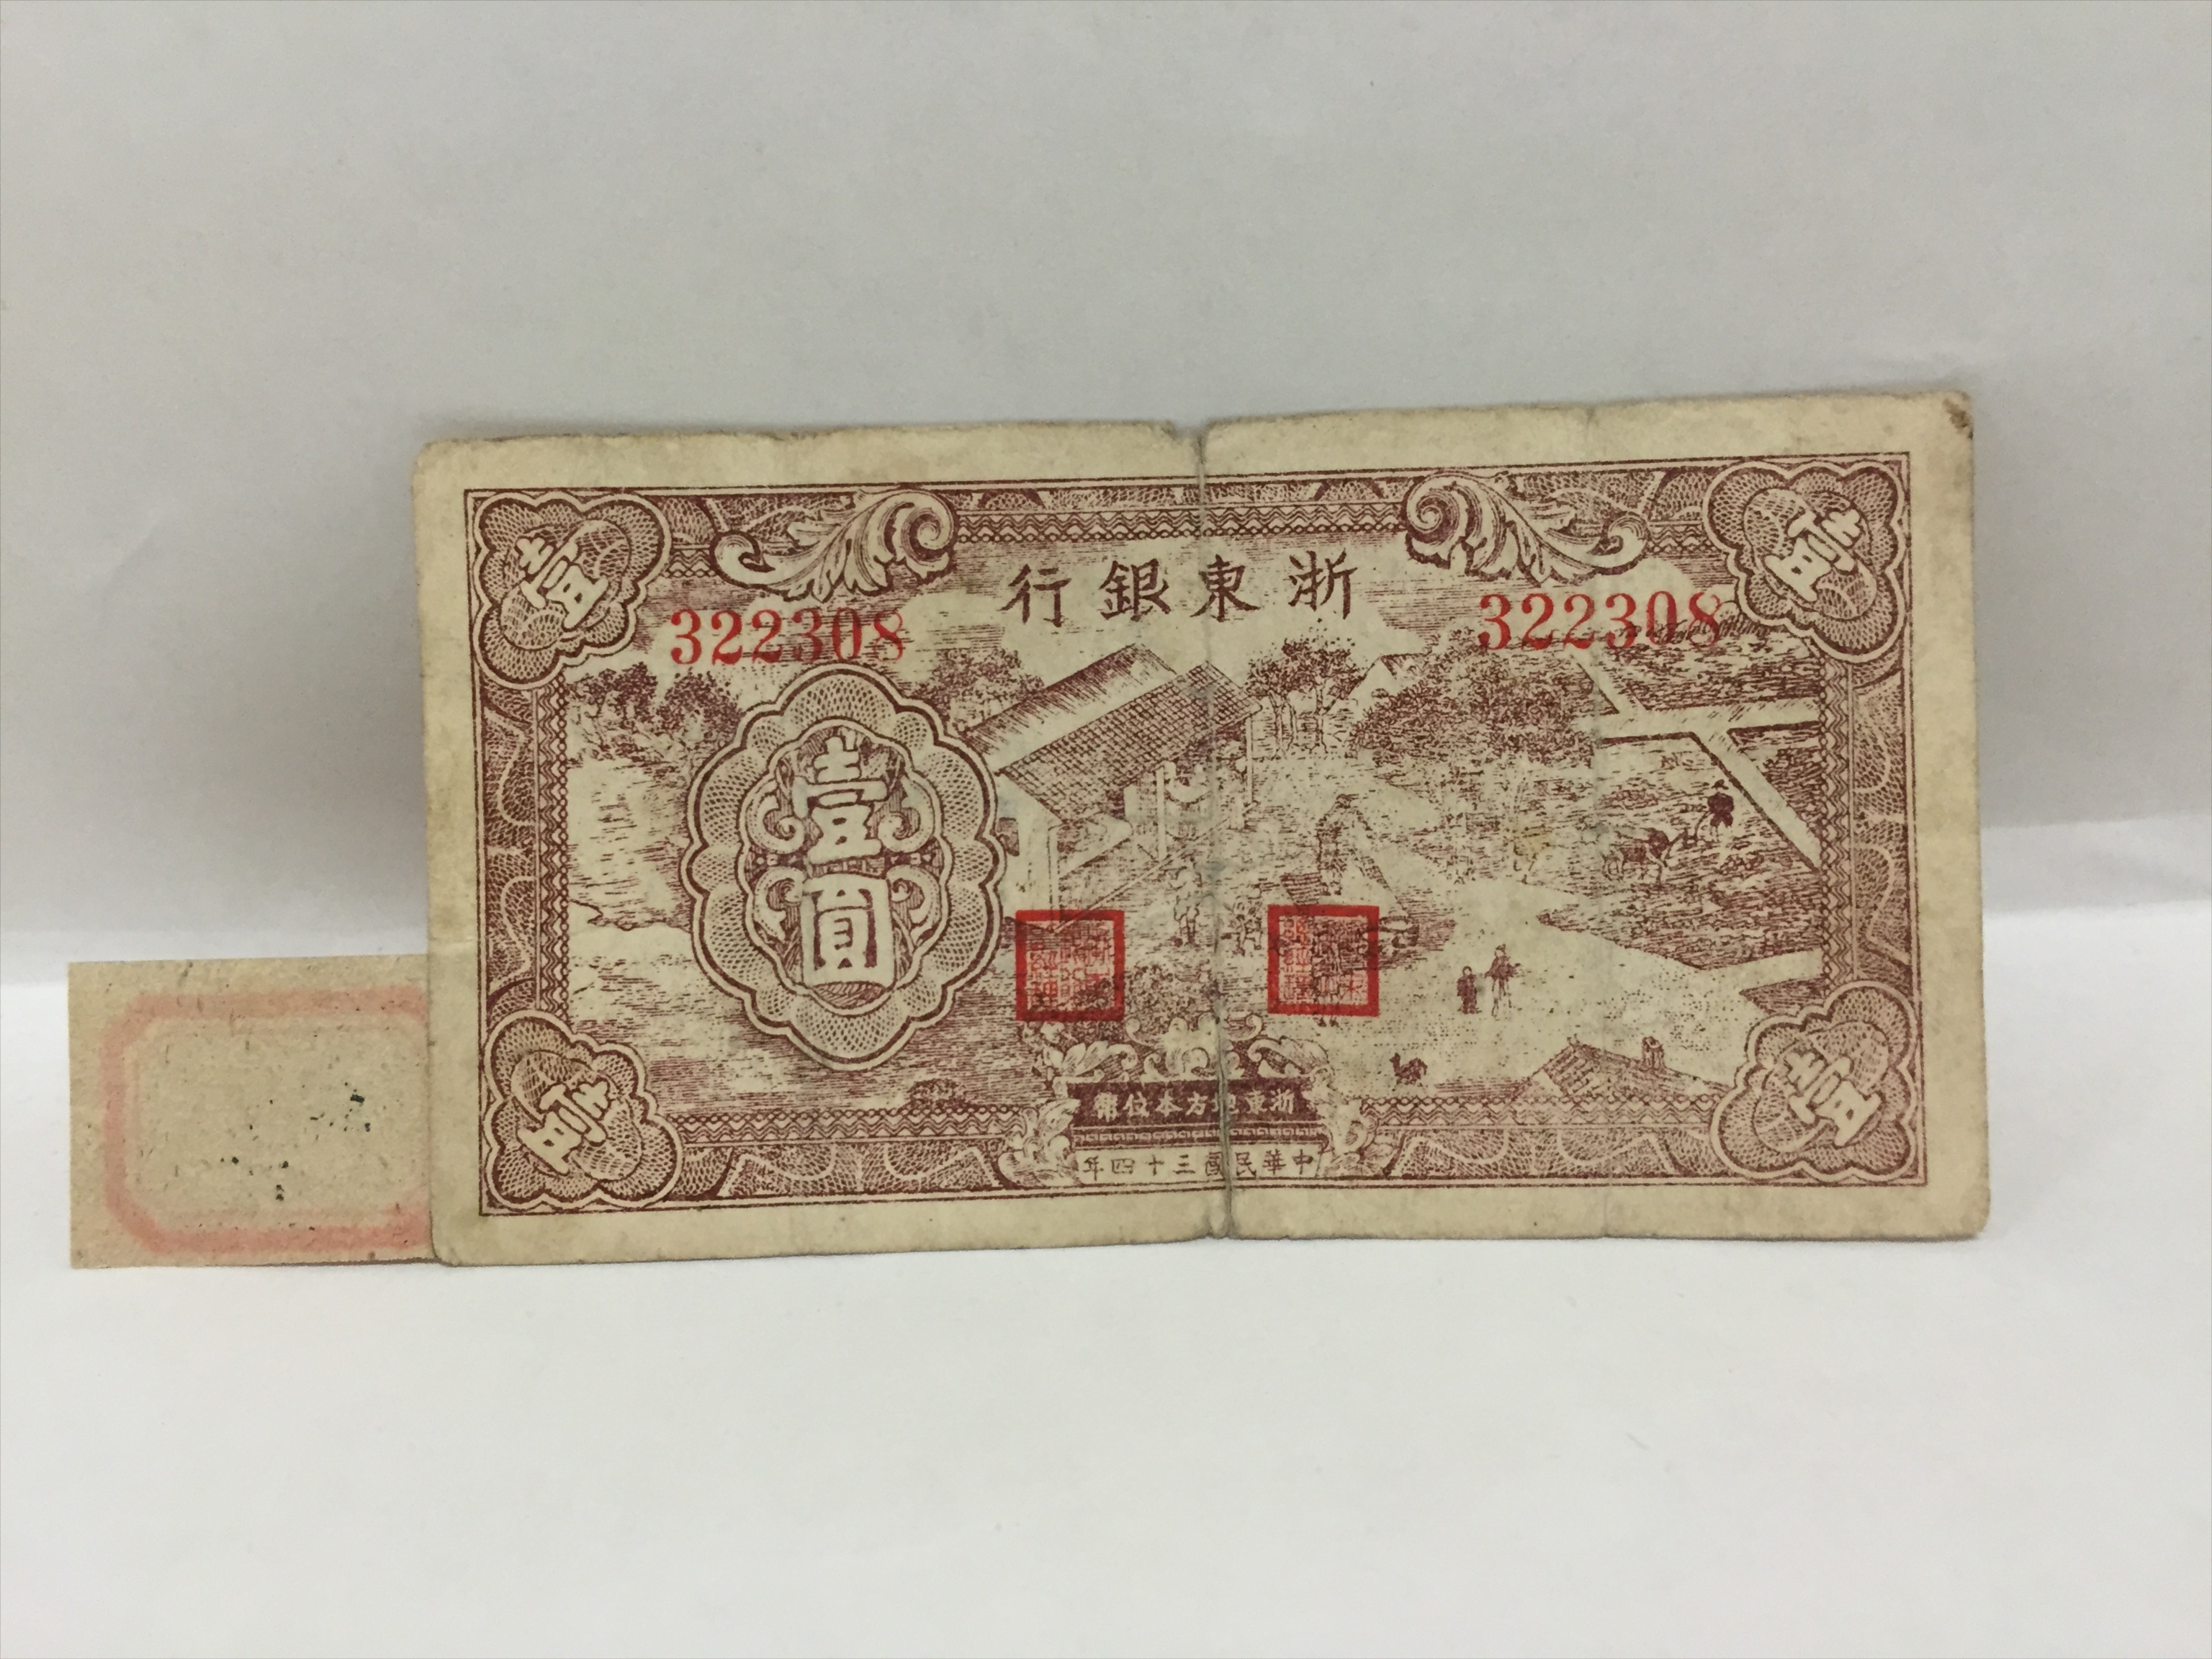 浙東銀行
322308
322308
壹
壹
壹圓
浙東地方本位幣
中華民國三十四年
壹
壹